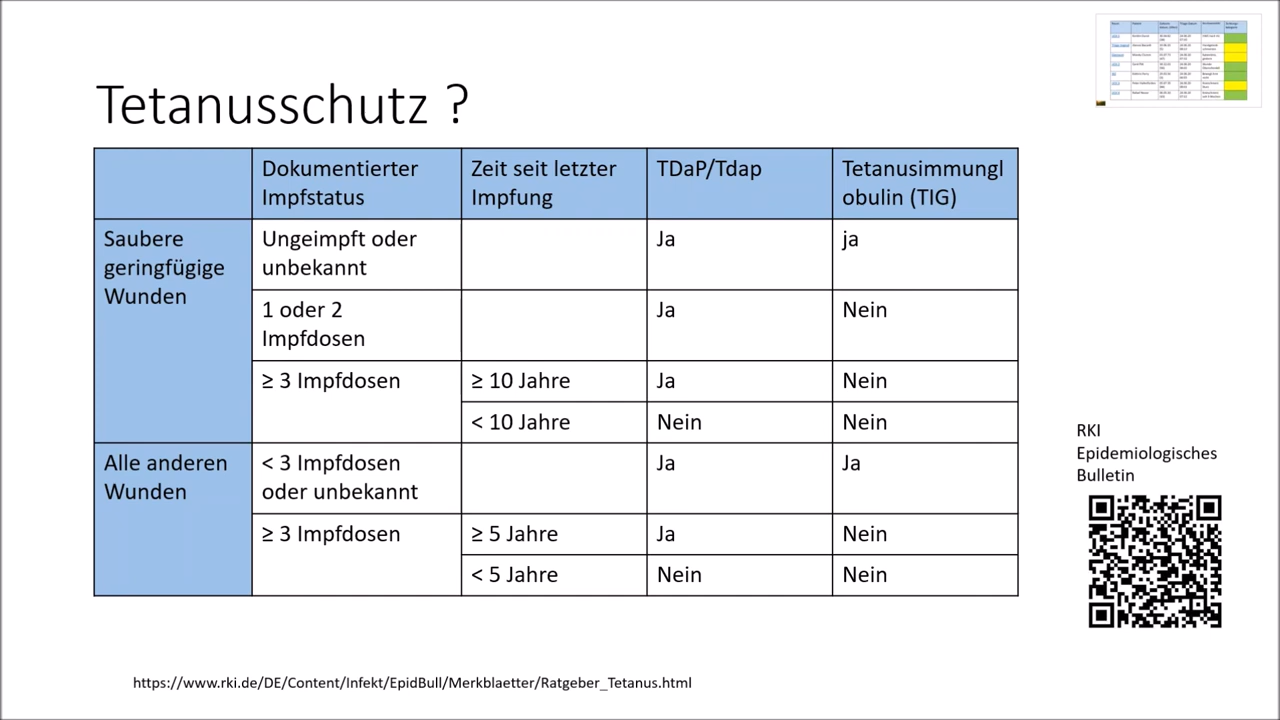 Tetanusschutz ?
Dokumentierter Impfstatus
Zeit seit letzter Impfung
TDaP/Tdap
Tetanusimmungl
obulin (TIG)
Saubere
geringfügige
Wunden
Ungeimpft oder
unbekannt
Ja
ja
1 oder 2
Impfdosen
Ja
Nein
≥ 3 Impfdosen
≥ 10 Jahre
Ja
Nein
< 10 Jahre
Nein
Nein
Alle anderen
Wunden
< 3 Impfdosen
oder unbekannt
Ja
Ja
≥ 3 Impfdosen
≥ 5 Jahre
Ja
Nein
< 5 Jahre
Nein
Nein
RKI
Epidemiologisches
Bulletin
https://www.rki.de/DE/Content/Infekt/EpidBull/Merkblaetter/Ratgeber_Tetanus.html